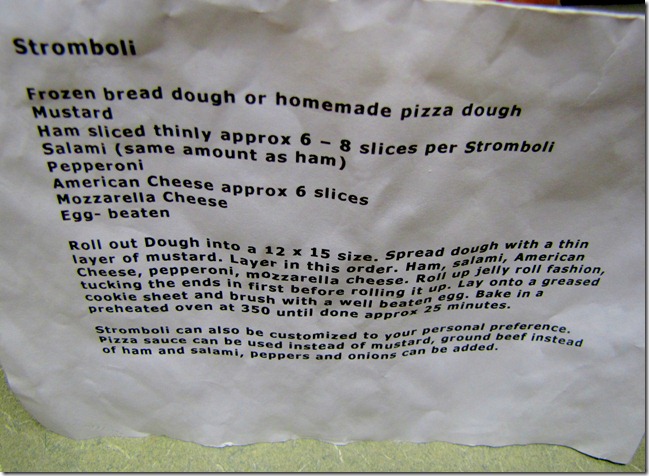 Stromboli
Frozen bread dough or homemade pizza dough
Mustard
Ham sliced thinly approx 6 – 8 slices per Stromboli
Salami (same amount as ham)
Pepperoni
American Cheese approx 6 slices
Mozzarella Cheese
Egg- beaten
Roll out Dough into a 12 x 15 size. Spread dough with a thin
layer of mustard. Layer in this order. Ham, salami, American
Cheese, pepperoni, mozzarella cheese. Roll up jelly roll fashion,
tucking the ends in first before rolling it up. Lay onto a greased
cookie sheet and brush with a well beaten egg. Bake in a
preheated oven at 350 until done approx 25 minutes.
Stromboli can also be customized to your personal preference.
Pizza sauce can be used instead of mustard, ground beef instead
of ham and salami, peppers and onions can be added.